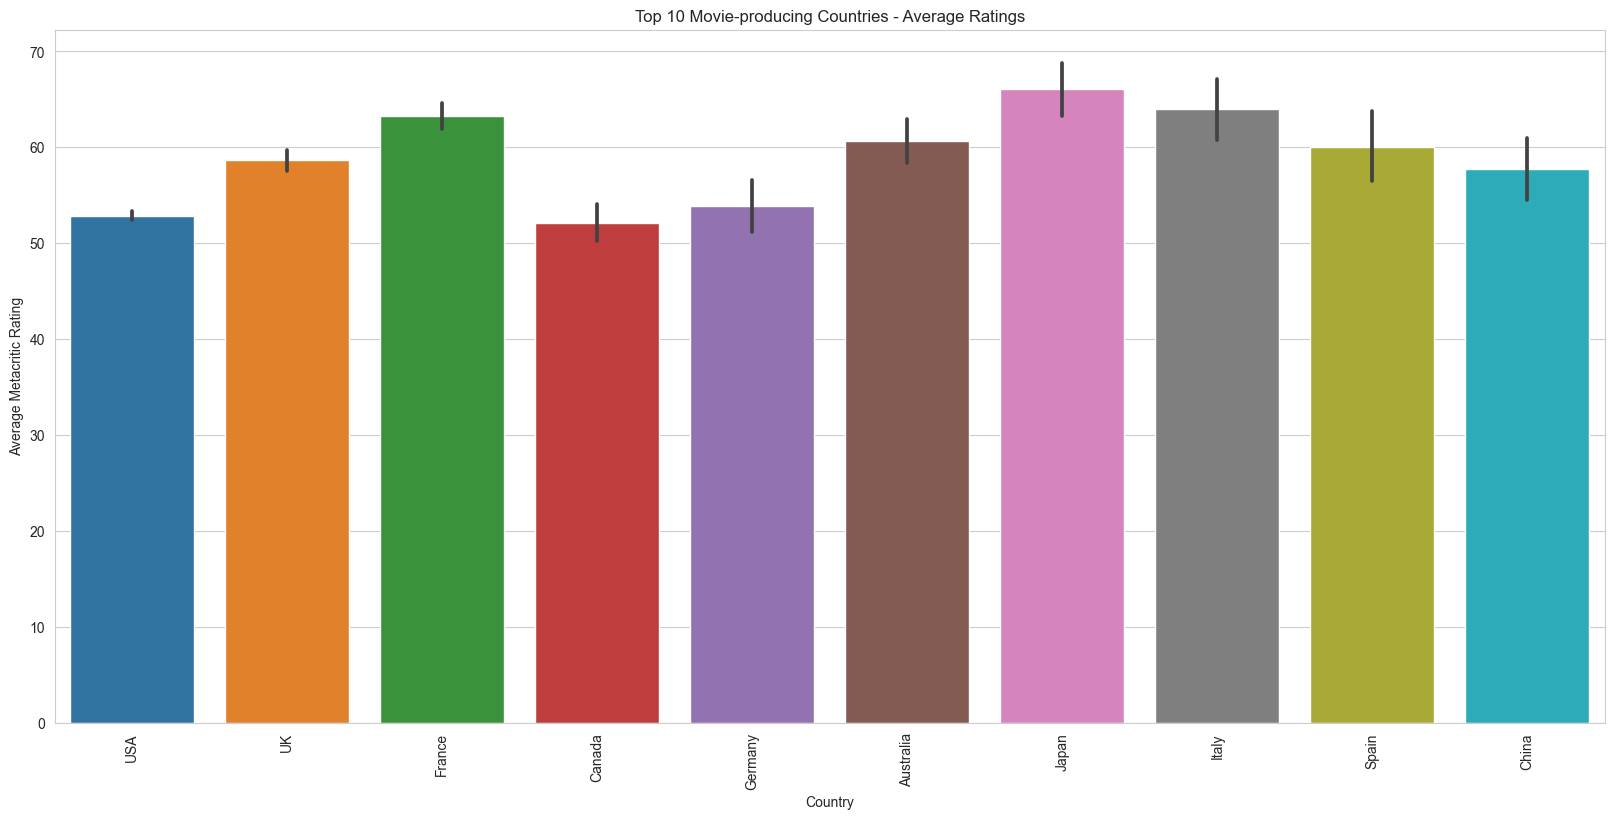 Top 10 Movie-producing Countries - Average Ratings
Average Metacritic Rating
70
60
50
40
30
20
10
0
USA
UK
France
Canada
Germany
Australia
Japan
Italy
Spain
China
Country